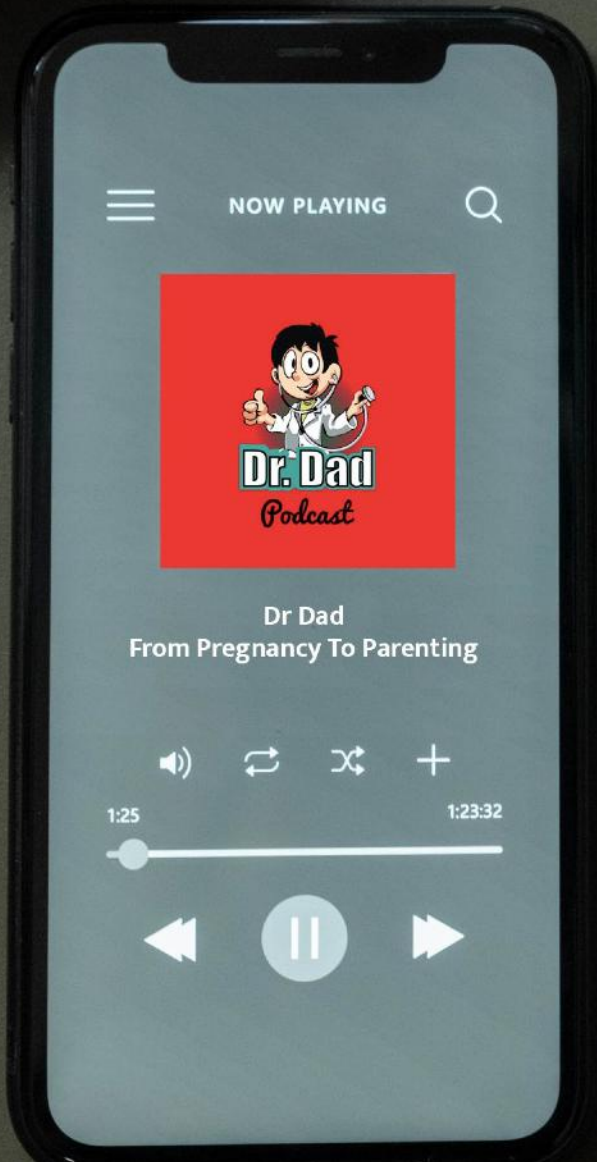 NOW PLAYING
Dr. Dad
Podcast
Dr Dad
From Pregnancy To Parenting
1:25
1:23:32